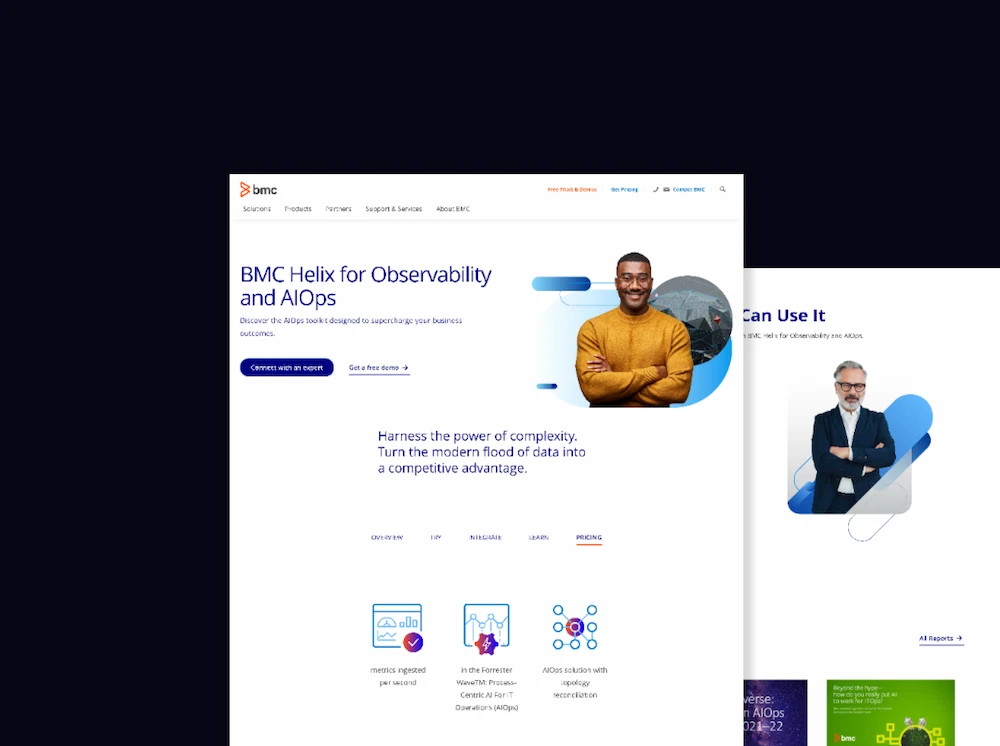 bmc
Free Trials & Demos
Get Pricing
Contact BMC
Solutions
Products
Partners
Support & Services
About BMC
BMC Helix for Observability
and AIOps
Discover the AIOps toolkit designed to supercharge your business
outcomes.
Connect with an expert
Get a free demo →
Harness the power of complexity.
Turn the modern flood of data into
a competitive advantage.
OVERVIEW
TRY
INTEGRATE
LEARN
PRICING
metrics ingested
per second
in the Forrester
WaveTM: Process-
Centric AI For IT
Operations (AIOps)
AIOps solution with
topology
reconciliation
Can Use It
BMC Helix for Observability and AIOps.
All Reports →
verse:
n AIOps
021–22
Beyond the hype–
how do you really put AI
to work for ITOps?
bmc